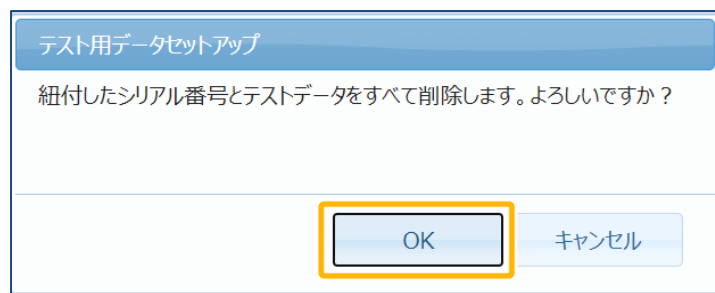 テスト用データセットアップ
紐付したシリアル番号とテストデータをすべて削除します。よろしいですか？
OK
キャンセル